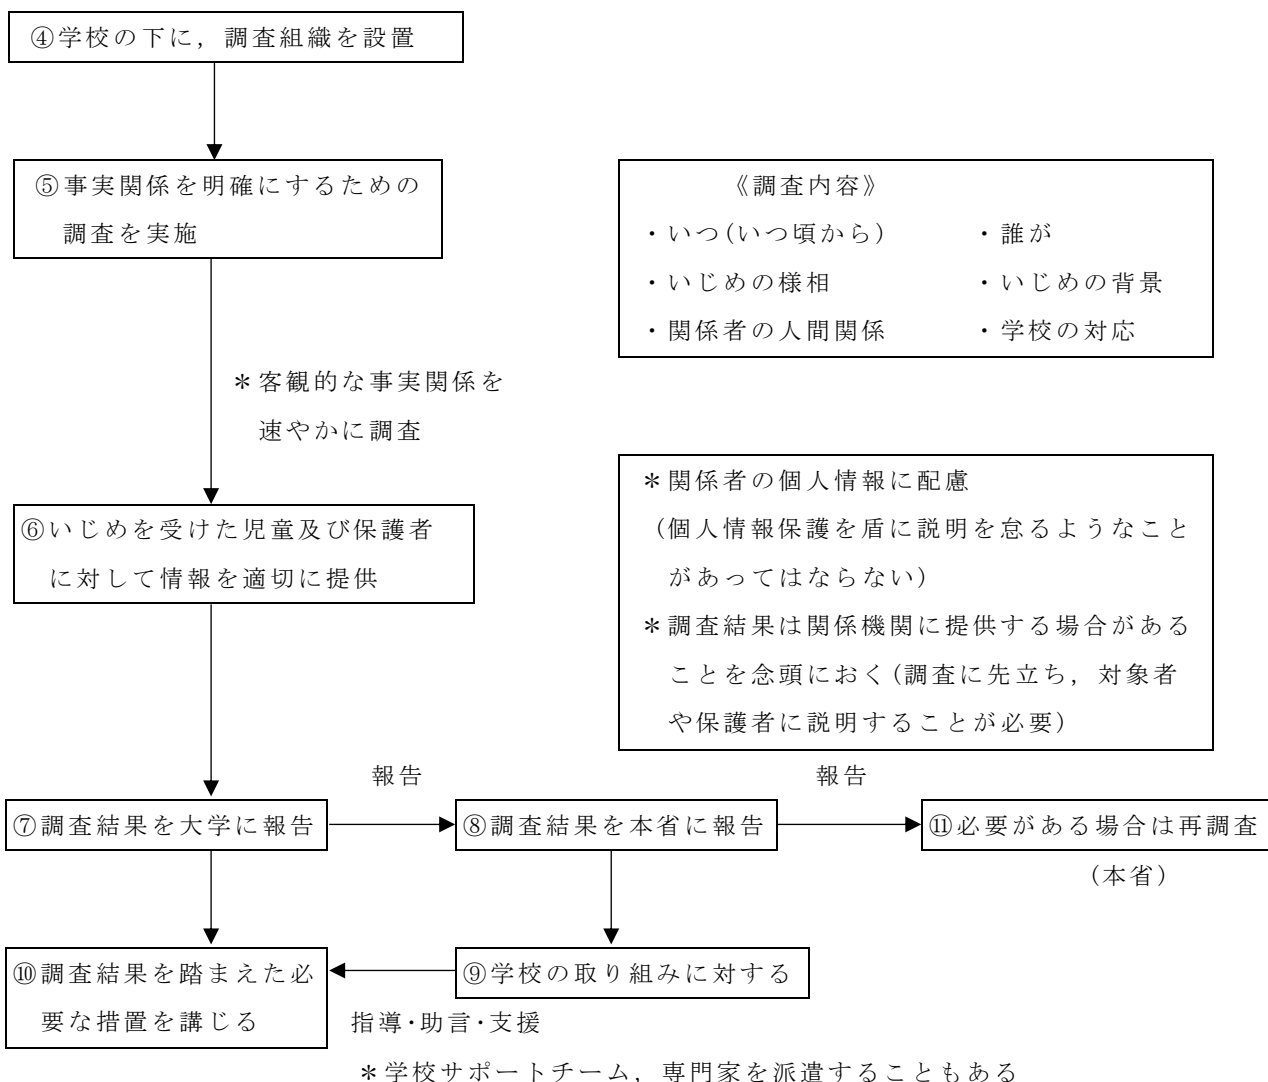 ④学校の下に，調査組織を設置
⑤事実関係を明確にするための
調査を実施
《調査内容》
・いつ(いつ頃から)　・誰が
・いじめの様相　・いじめの背景
・関係者の人間関係　・学校の対応
＊客観的な事実関係を
速やかに調査
＊関係者の個人情報に配慮
(個人情報保護を盾に説明を怠るようなこと
があってはならない)
＊調査結果は関係機関に提供する場合がある
ことを念頭におく(調査に先立ち，対象者
や保護者に説明することが必要)
⑥いじめを受けた児童及び保護者
に対して情報を適切に提供
報告
報告
⑦調査結果を大学に報告
⑧調査結果を本省に報告
⑪必要がある場合は再調査
(本省)
⑩調査結果を踏まえた必
要な措置を講じる
⑨学校の取り組みに対する
指導･助言･支援
＊学校サポートチーム，専門家を派遣することもある